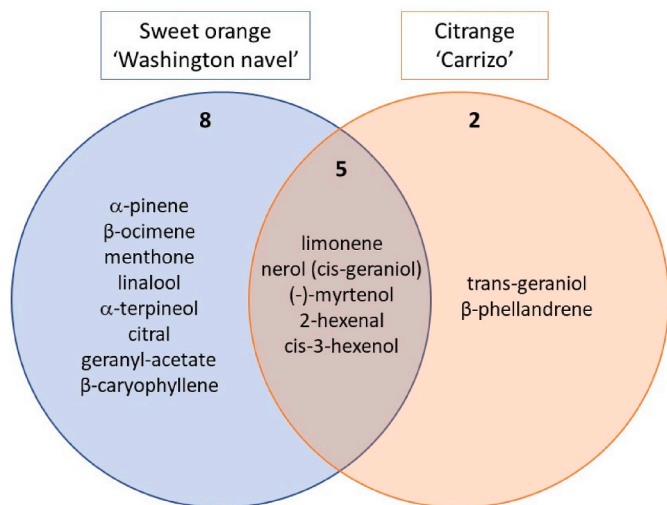 Sweet orange
‘Washington navel’
Citrange
‘Carrizo’
8
5
2
α-pinene
β-ocimene
menthone
linalool
α-terpineol
citral
geranyl-acetate
β-caryophyllene
limonene
nerol (cis-geraniol)
(-)-myrtenol
2-hexenal
cis-3-hexenol
trans-geraniol
β-phellandrene